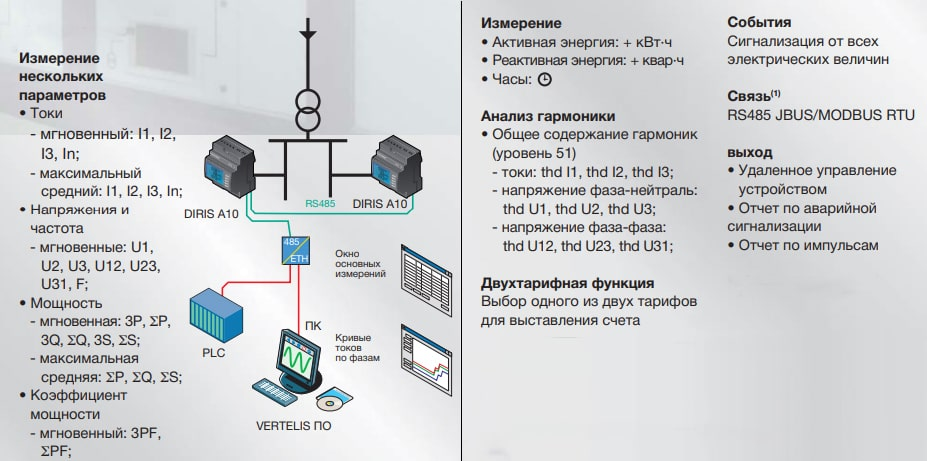 Измерение
нескольких
параметров
• Токи
- мгновенный: I1, I2,
I3, In;
- максимальный
средний: I1, I2, I3, In;
• Напряжения и
частота
- мгновенные: U1,
U2, U3, U12, U23,
U31, F;
• Мощность
- мгновенная: 3P, ΣP,
3Q, ΣQ, 3S, ΣS;
- максимальная
средняя: ΣP, ΣQ, ΣS;
• Коэффициент
мощности
- мгновенный: 3PF,
ΣPF;
DIRIS A10
RS485
DIRIS A10
485
ETH
Окно
основных
измерений
PLC
ПК
Кривые
токов
по фазам
VERTELIS ПО
Измерение
• Активная энергия: + кВт·ч
• Реактивная энергия: + квар·ч
• Часы:
Анализ гармоники
• Общее содержание гармоник
(уровень 51)
- токи: thd I1, thd I2, thd I3;
- напряжение фаза-нейтраль:
thd U1, thd U2, thd U3;
- напряжение фаза-фаза:
thd U12, thd U23, thd U31;
Двухтарифная функция
Выбор одного из двух тарифов
для выставления счета
События
Сигнализация от всех
электрических величин
Связь(1)
RS485 JBUS/MODBUS RTU
выход
• Удаленное управление
устройством
• Отчет по аварийной
сигнализации
• Отчет по импульсам